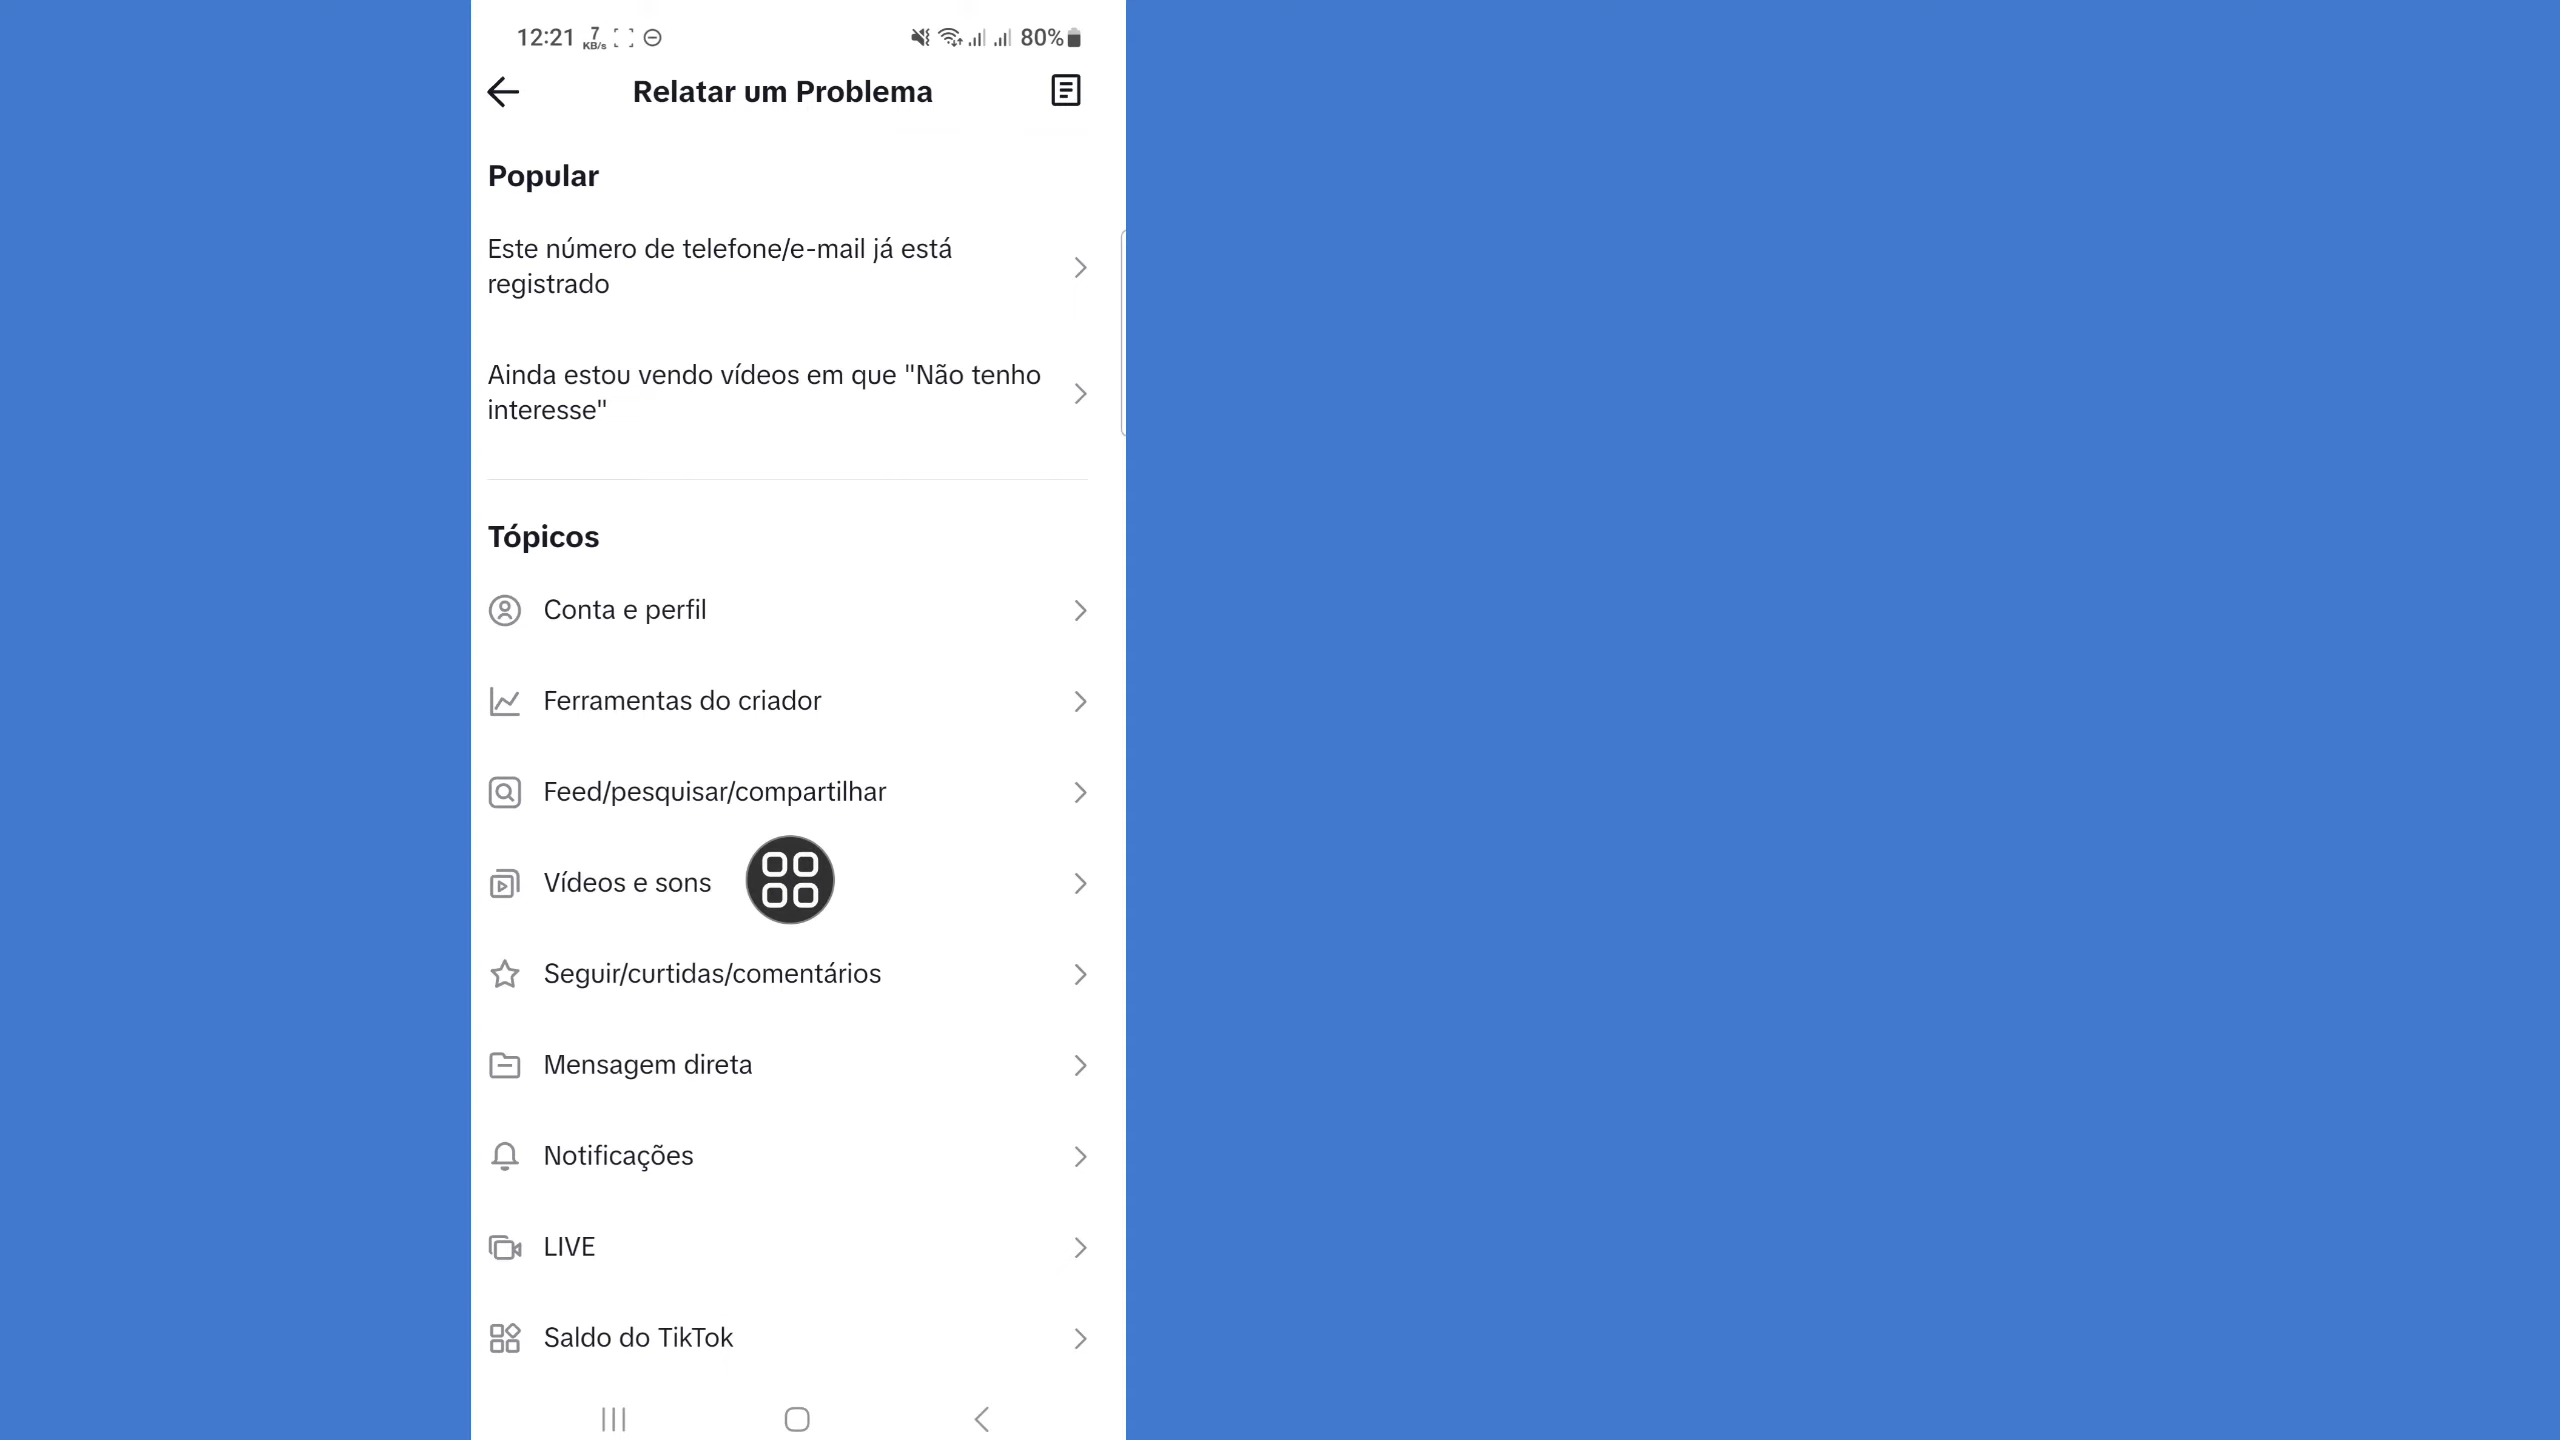 12:21 7 KB/s 80%
Relatar um Problema
Popular
Este número de telefone/e-mail já está
registrado
Ainda estou vendo vídeos em que "Não tenho
interesse"
Tópicos
Conta e perfil
Ferramentas do criador
Feed/pesquisar/compartilhar
Vídeos e sons
Seguir/curtidas/comentários
Mensagem direta
Notificações
LIVE
Saldo do TikTok